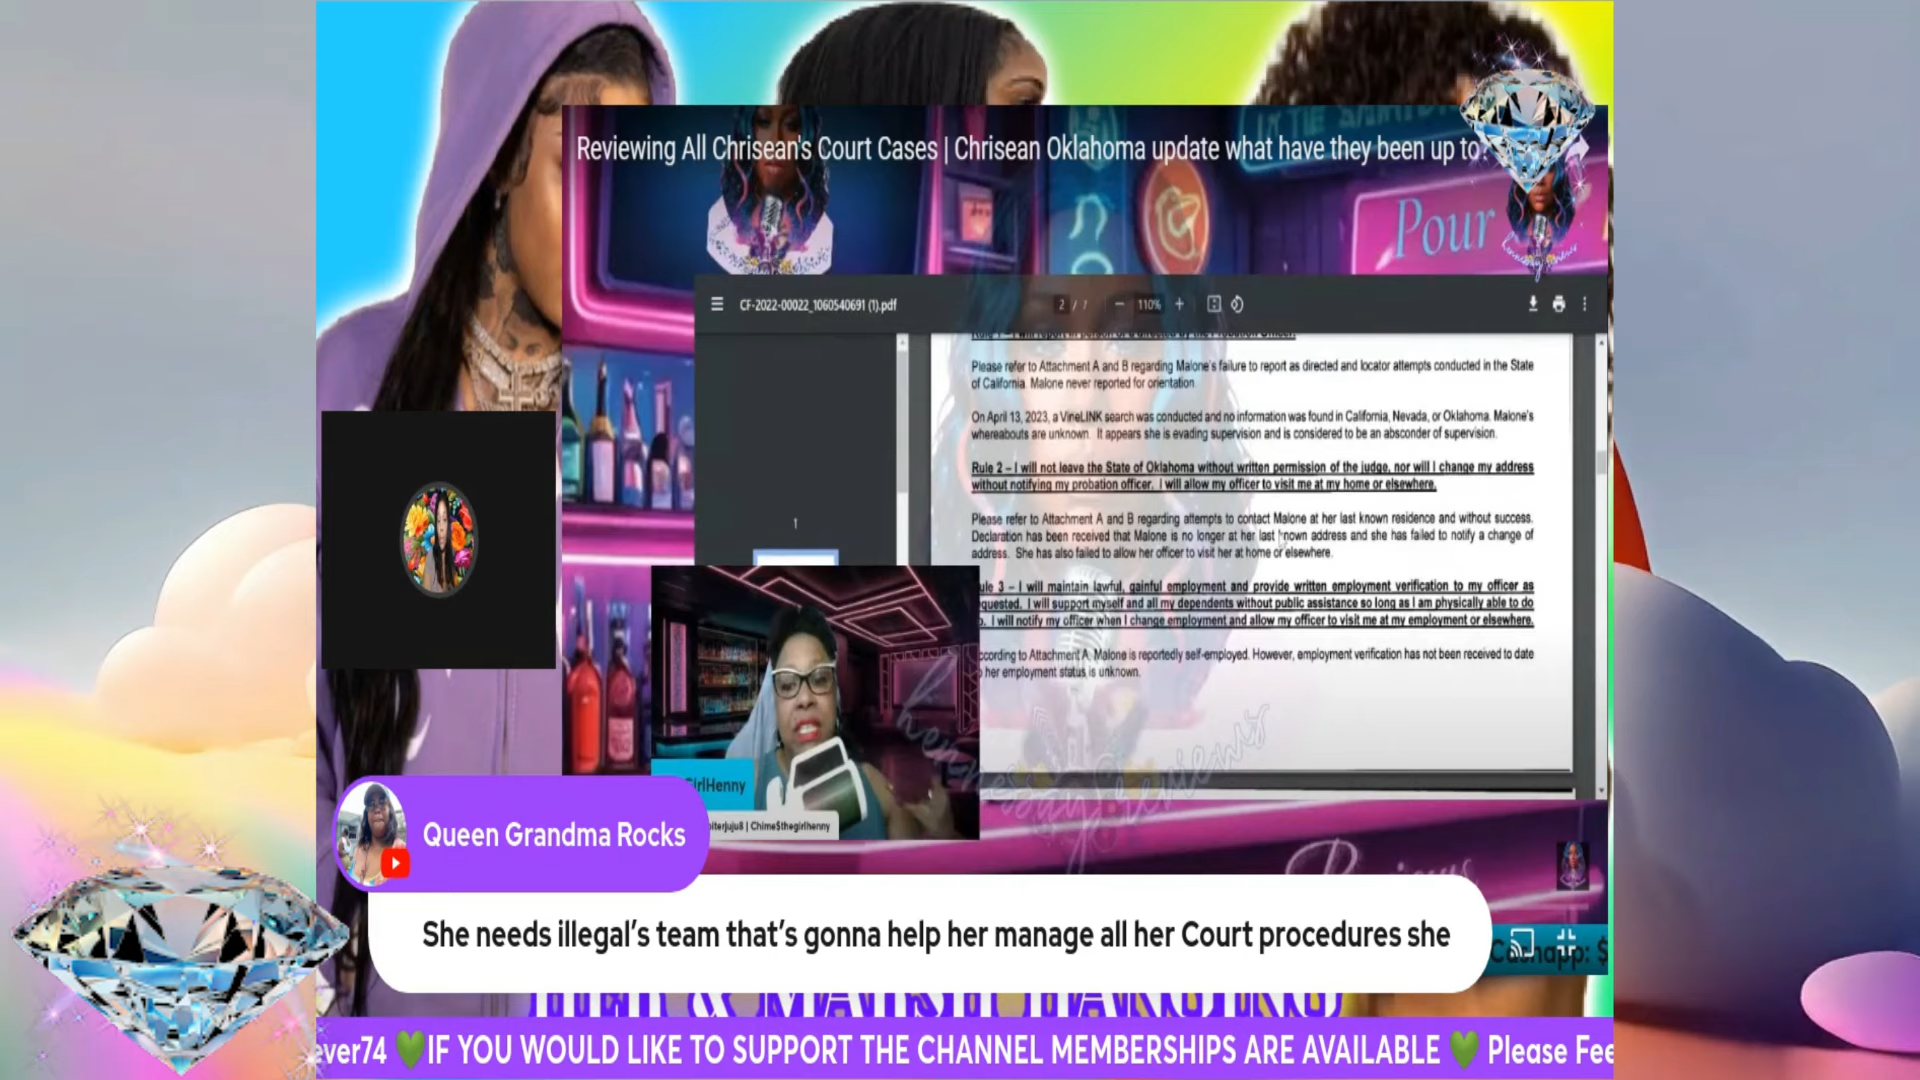 Reviewing All Chrisean's Court Cases | Chrisean Oklahoma update what have they been up to?
Pour
CF-2022-00022_1060540691 (1).pdf
2 / 7
110%
Please refer to Attachment A and B regarding Malone's failure to report as directed and locator attempts conducted in the State
of California. Malone never reported for orientation.
On April 13, 2023, a VineLINK search was conducted and no information was found in California, Nevada, or Oklahoma. Malone's
whereabouts are unknown. It appears she is evading supervision and is considered to be an absconder of supervision.
Rule 2 – I will not leave the State of Oklahoma without written permission of the judge, nor will I change my address
without notifying my probation officer. I will allow my officer to visit me at my home or elsewhere.
1
Please refer to Attachment A and B regarding attempts to contact Malone at her last known residence and without success.
Declaration has been received that Malone is no longer at her last known address and she has failed to notify a change of
address. She has also failed to allow her officer to visit her at home or elsewhere.
ule 3 – I will maintain lawful, gainful employment and provide written employment verification to my officer as
quested. I will support myself and all my dependents without public assistance so long as I am physically able to do
o. I will notify my officer when I change employment and allow my officer to visit me at my employment or elsewhere.
ccording to Attachment A, Malone is reportedly self-employed. However, employment verification has not been received to date
o her employment status is unknown.
hennessay Reviews
irlHenny
biterjuju8 | Chime$thegirlhenny
Queen Grandma Rocks
She needs illegal’s team that’s gonna help her manage all her Court procedures she
Cashapp: $
ever74 💚IF YOU WOULD LIKE TO SUPPORT THE CHANNEL MEMBERSHIPS ARE AVAILABLE 💚 Please Fee